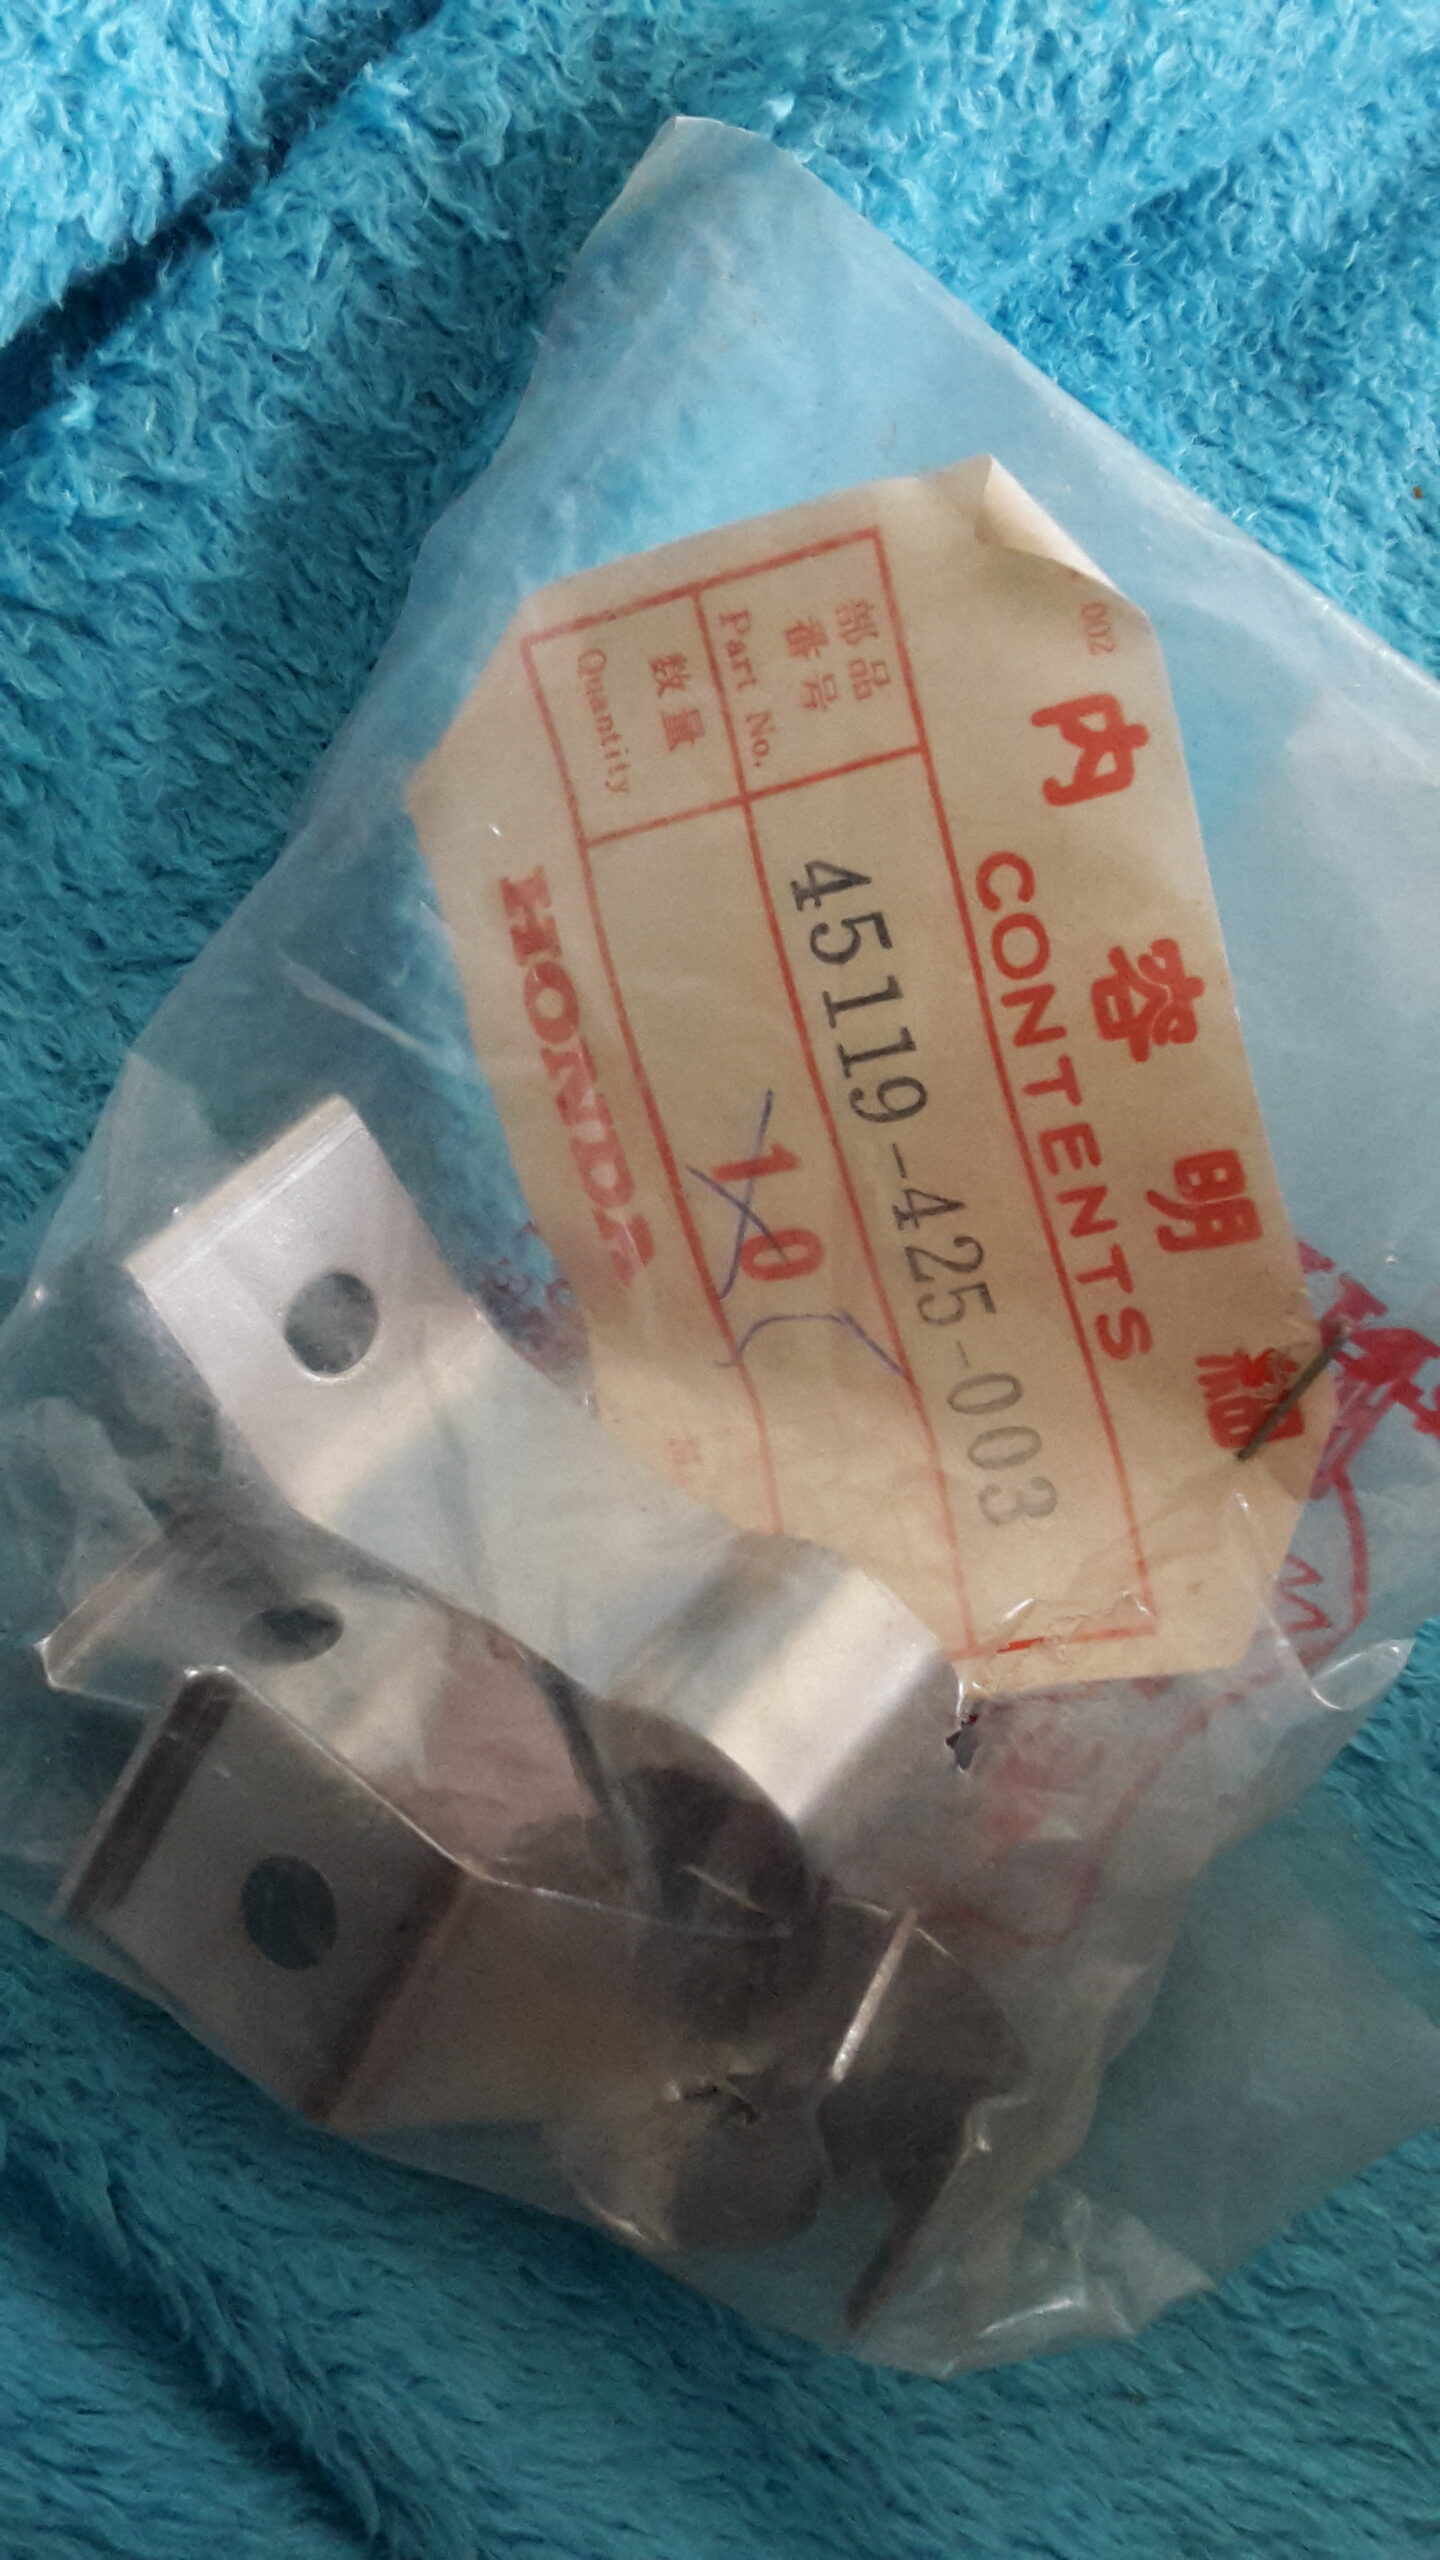 002
内容明細
CONTENTS
部品
番号
Part No.
45119-425-003
数量
Quantity
10
HONDA